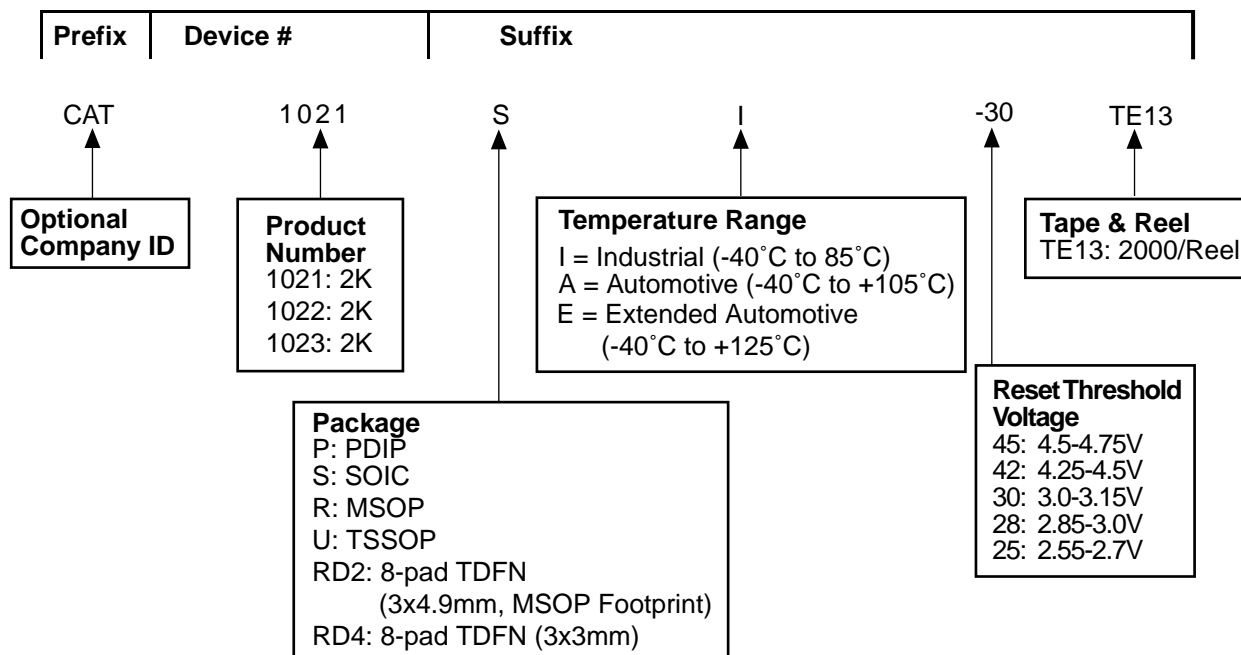 Prefix Device # Suffix
CAT 1021 S I -30 TE13
Optional
Company ID
Product
Number
1021: 2K
1022: 2K
1023: 2K
Temperature Range
I = Industrial (-40˚C to 85˚C)
A = Automotive (-40˚C to +105˚C)
E = Extended Automotive
(-40˚C to +125˚C)
Tape & Reel
TE13: 2000/Reel
Package
P: PDIP
S: SOIC
R: MSOP
U: TSSOP
RD2: 8-pad TDFN
(3x4.9mm, MSOP Footprint)
RD4: 8-pad TDFN (3x3mm)
Reset Threshold
Voltage
45: 4.5-4.75V
42: 4.25-4.5V
30: 3.0-3.15V
28: 2.85-3.0V
25: 2.55-2.7V